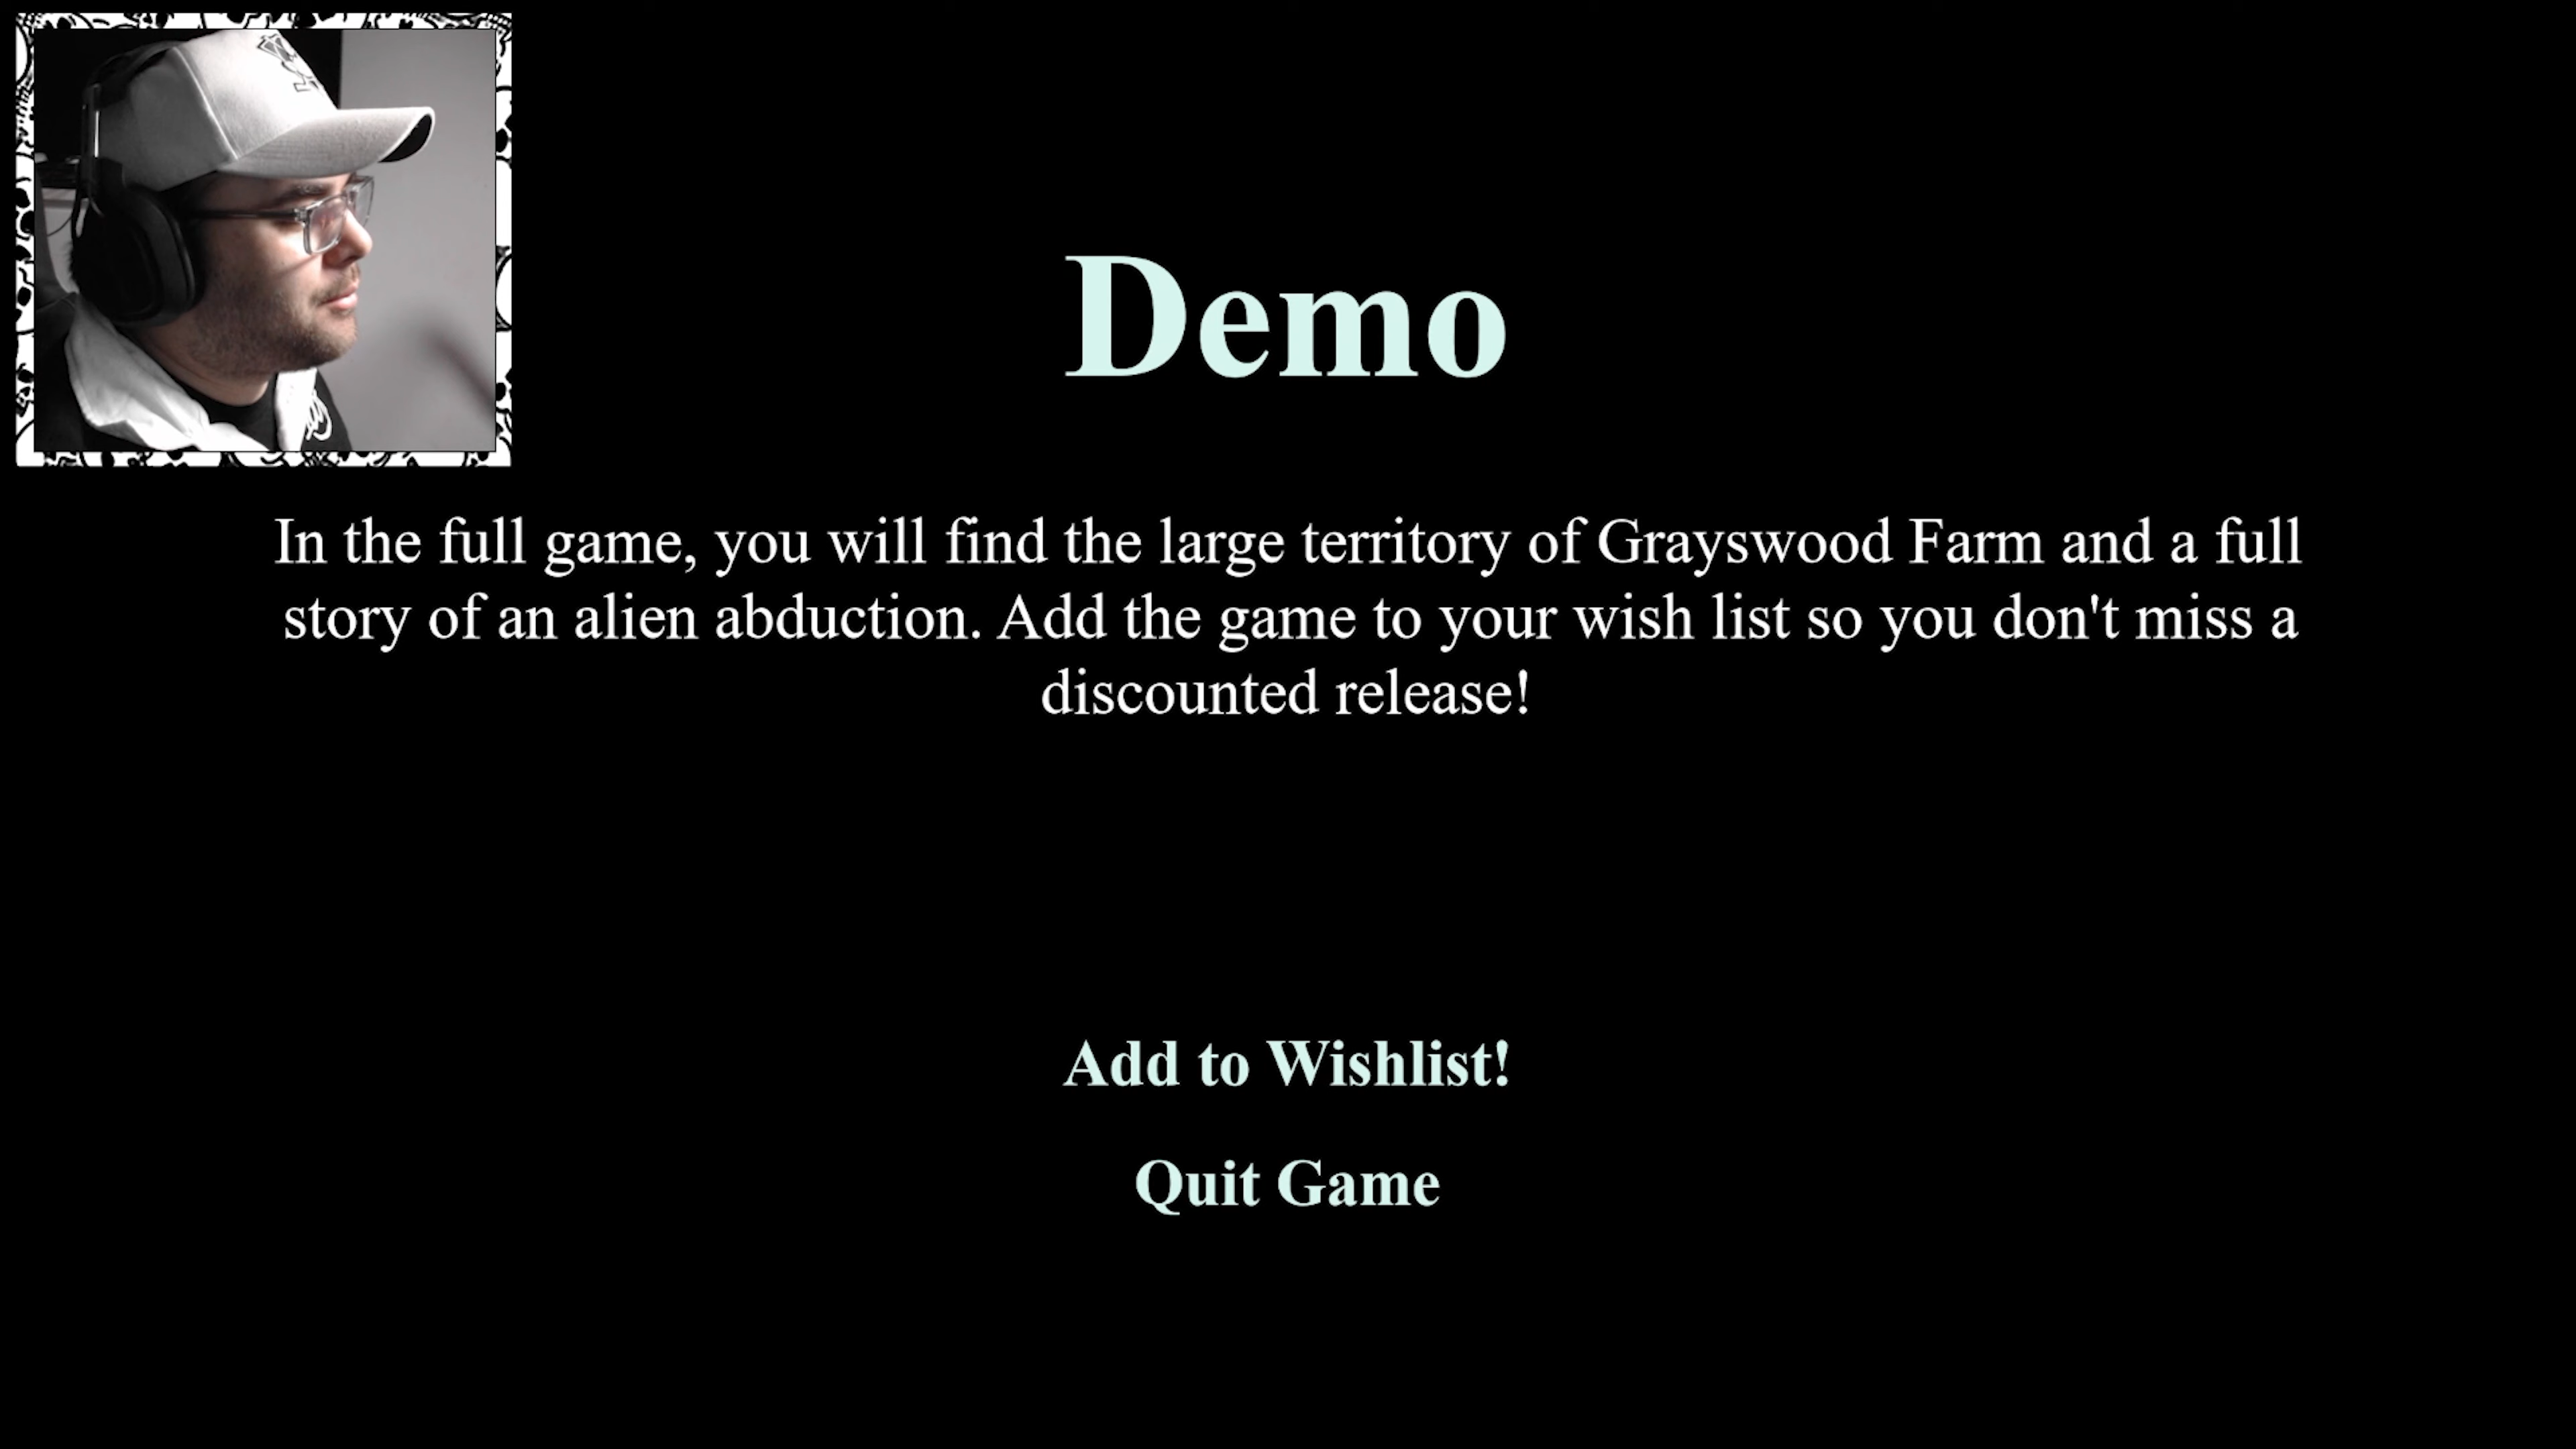 Demo
In the full game, you will find the large territory of Grayswood Farm and a full
story of an alien abduction. Add the game to your wish list so you don't miss a
discounted release!
Add to Wishlist!
Quit Game